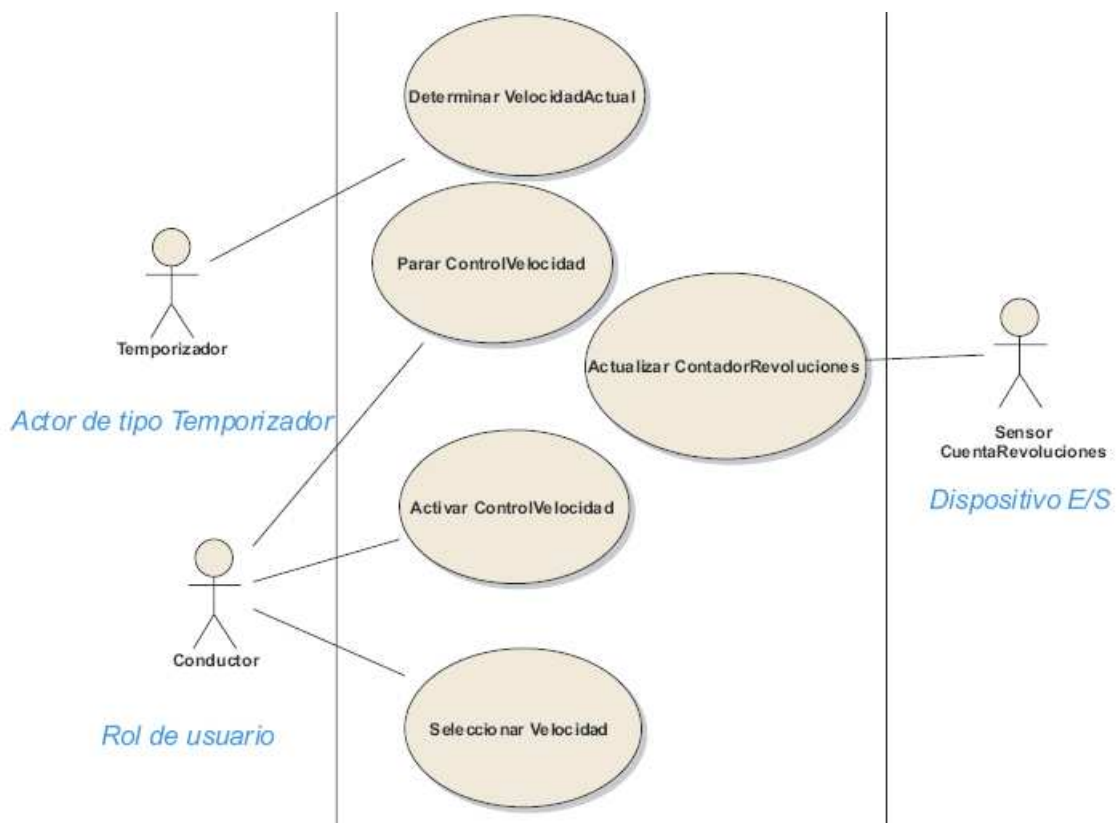 Determinar VelocidadActual
Parar ControlVelocidad
Temporizador
Actualizar ContadorRevoluciones
Actor de tipo Temporizador
Sensor
CuentaRevoluciones
Dispositivo E/S
Activar ControlVelocidad
Conductor
Rol de usuario
Seleccionar Velocidad